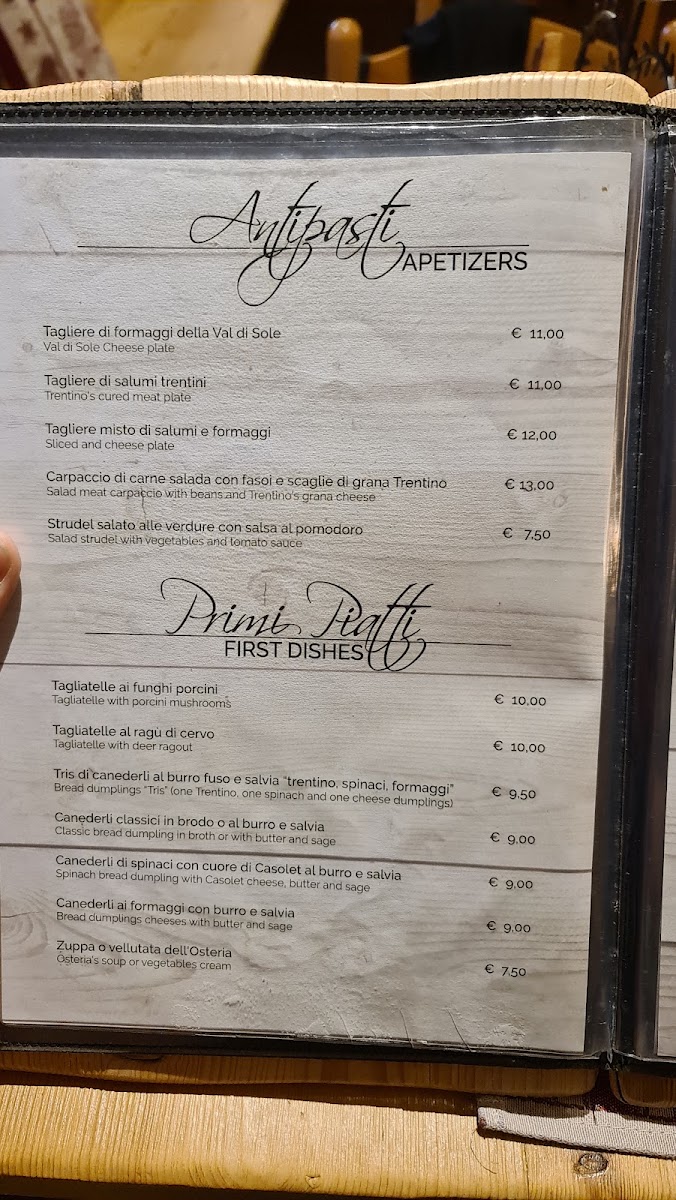 Antipasti
APETIZERS
Tagliere di formaggi della Val di Sole € 11,00
Val di Sole Cheese plate
Tagliere di salumi trentini € 11,00
Trentino's cured meat plate
Tagliere misto di salumi e formaggi € 12,00
Sliced and cheese plate
Carpaccio di carne salada con fasoi e scaglie di grana Trentino € 13,00
Salad meat carpaccio with beans and Trentino's grana cheese
Strudel salato alle verdure con salsa al pomodoro € 7,50
Salad strudel with vegetables and tomato sauce
Primi Piatti
FIRST DISHES
Tagliatelle ai funghi porcini € 10,00
Tagliatelle with porcini mushrooms
Tagliatelle al ragù di cervo € 10,00
Tagliatelle with deer ragout
Tris di canederli al burro fuso e salvia "trentino, spinaci, formaggi" € 9,50
Bread dumplings "Tris" (one Trentino, one spinach and one cheese dumplings)
Canederli classici in brodo o al burro e salvia € 9,00
Classic bread dumpling in broth or with butter and sage
Canederli di spinaci con cuore di Casolet al burro e salvia € 9,00
Spinach bread dumpling with Casolet cheese, butter and sage
Canederli ai formaggi con burro e salvia € 9,00
Bread dumplings cheeses with butter and sage
Zuppa o vellutata dell'Osteria € 7,50
Osteria's soup or vegetables cream